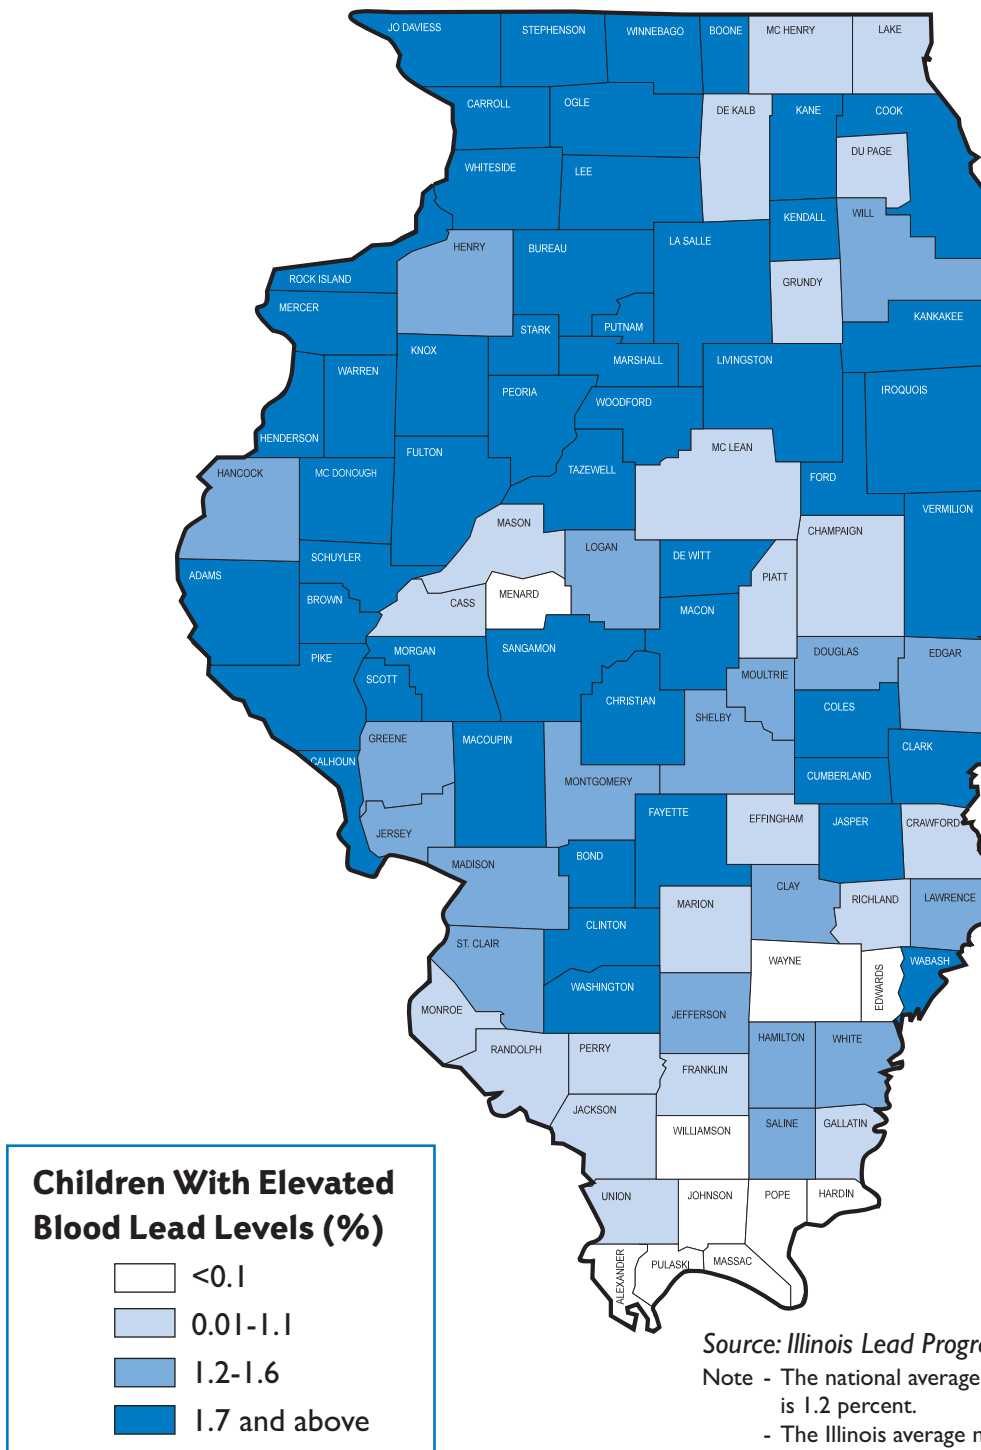 JO DAVIESS STEPHENSON WINNEBAGO BOONE MC HENRY LAKE
CARROLL OGLE DE KALB KANE COOK
DU PAGE
WHITESIDE LEE
KENDALL WILL
HENRY BUREAU LA SALLE
ROCK ISLAND GRUNDY
MERCER
STARK PUTNAM KANKAKEE
KNOX MARSHALL LIVINGSTON
WARREN
PEORIA WOODFORD IROQUOIS
HENDERSON
FULTON MC LEAN
HANCOCK MC DONOUGH TAZEWELL FORD
VERMILION
MASON CHAMPAIGN
SCHUYLER LOGAN DE WITT
ADAMS PIATT
BROWN CASS MENARD MACON
PIKE MORGAN SANGAMON DOUGLAS EDGAR
SCOTT MOULTRIE
CHRISTIAN COLES
SHELBY
GREENE MACOUPIN CLARK
CALHOUN
MONTGOMERY CUMBERLAND
FAYETTE EFFINGHAM JASPER CRAWFORD
JERSEY
MADISON BOND
CLAY
MARION RICHLAND LAWRENCE
CLINTON
ST. CLAIR
WAYNE EDWARDS WABASH
WASHINGTON
MONROE JEFFERSON
HAMILTON WHITE
RANDOLPH PERRY
FRANKLIN
JACKSON
WILLIAMSON SALINE GALLATIN
UNION JOHNSON POPE HARDIN
ALEXANDER PULASKI MASSAC
Children With Elevated
Blood Lead Levels (%)
<0.1
0.01-1.1
1.2-1.6
1.7 and above
Source: Illinois Lead Progra
Note - The national average
is 1.2 percent.
- The Illinois average